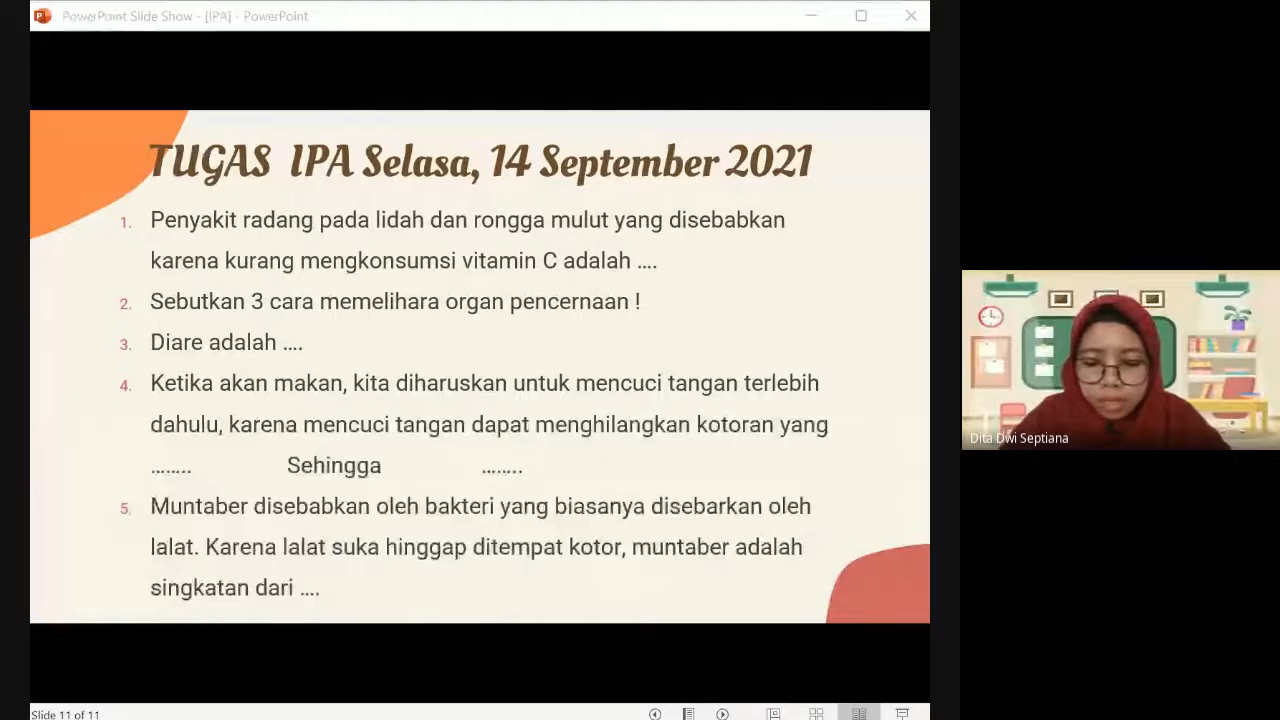 PowerPoint Slide Show - [IPA] - PowerPoint
TUGAS IPA Selasa, 14 September 2021
1. Penyakit radang pada lidah dan rongga mulut yang disebabkan
karena kurang mengkonsumsi vitamin C adalah ....
2. Sebutkan 3 cara memelihara organ pencernaan !
3. Diare adalah ....
4. Ketika akan makan, kita diharuskan untuk mencuci tangan terlebih
dahulu, karena mencuci tangan dapat menghilangkan kotoran yang
........ Sehingga ........
5. Muntaber disebabkan oleh bakteri yang biasanya disebarkan oleh
lalat. Karena lalat suka hinggap ditempat kotor, muntaber adalah
singkatan dari ....
Dita Dwi Septiana
Slide 11 of 11